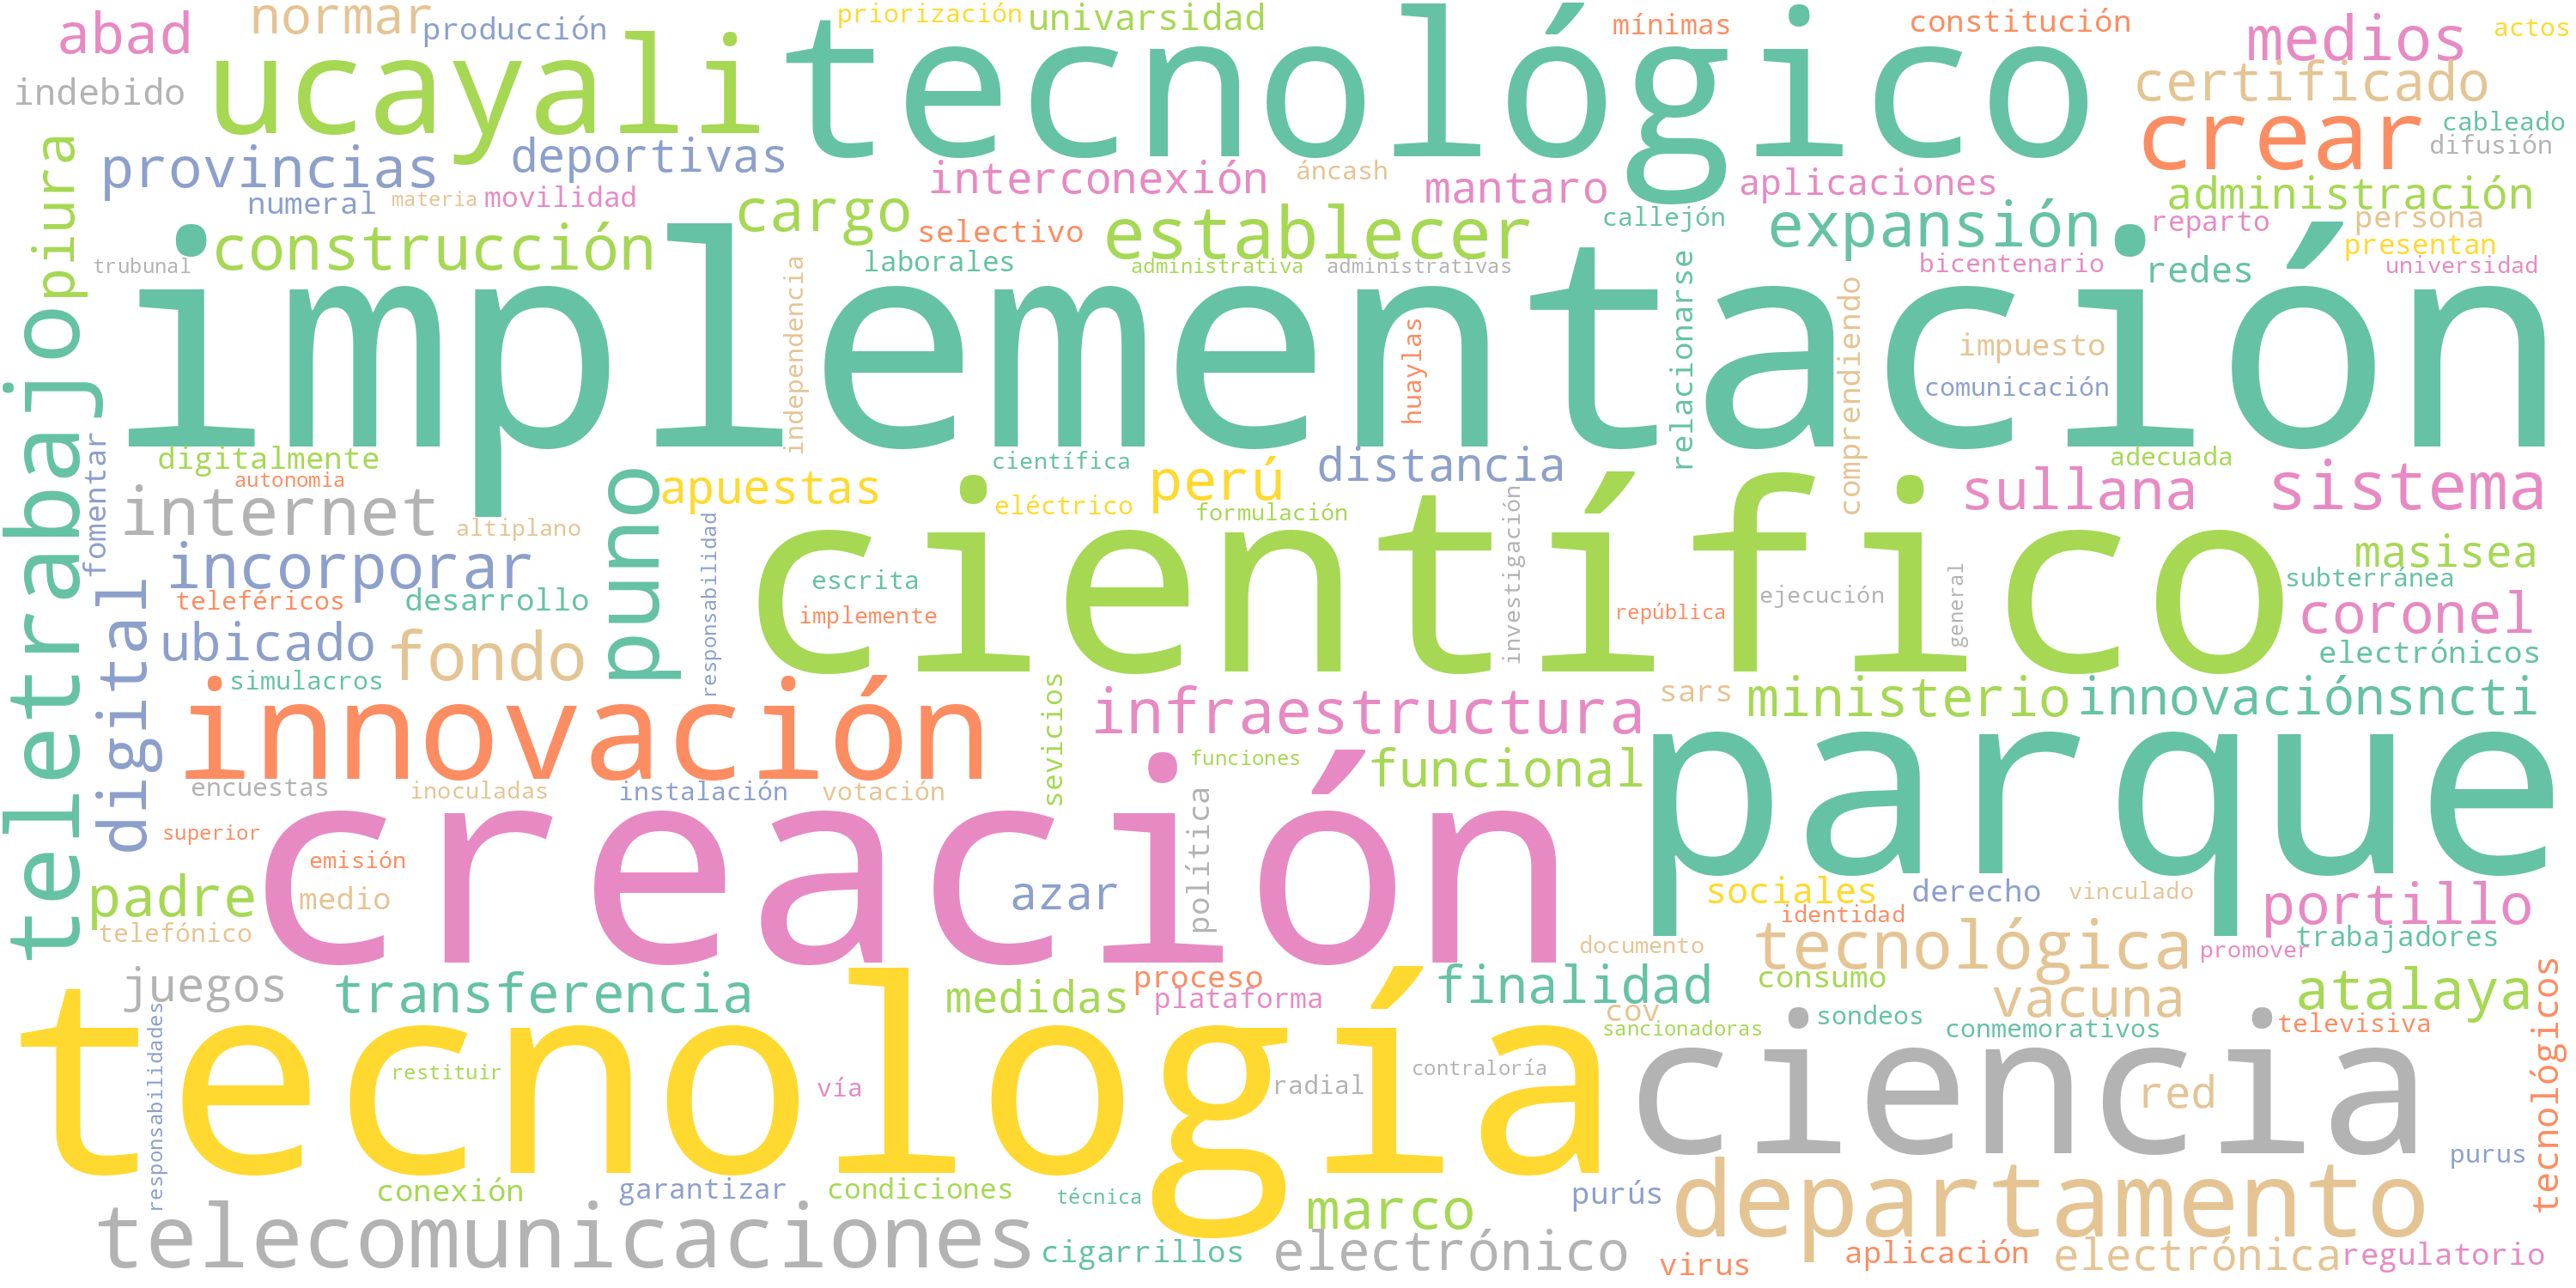 abad
normar
producción
priorización
univarsidad
mínimas
constitución
medios
actos
indebido
ucayali
tecnológico
certificado
crear
cableado
difusión
provincias
deportivas
interconexión
áncash
mantaro
aplicaciones
administración
numeral
materia
movilidad
cargo
selectivo
establecer
callejón
expansión
reparto
persona
presentan
piura
trubunal
construcción
laborales
administrativa
administrativas
bicentenario
redes
universidad
implementación
independencia
huaylas
relacionarse
comprendiendo
impuesto
comunicación
teletrabajo
fomentar
digitalmente
autonomia
internet
altiplano
puno
apuestas
científica
eléctrico
perú
formulación
distancia
adecuada
sullana
sistema
incorporar
teleféricos
desarrollo
responsabilidad
científico
escrita
implemente
investigación
república
ejecución
general
masisea
subterránea
coronel
electrónicos
digital
ubicado
fondo
simulacros
innovación
sevicios
infraestructura
sars
ministerio
innovaciónsncti
encuestas
inoculadas
instalación
votación
funciones
funcional
parque
superior
emisión
medio
padre
telefónico
creación
azar
política
sociales
derecho
vinculado
identidad
portillo
documento
tecnológica
promover
trabajadores
juegos
transferencia
medidas
proceso
plataforma
finalidad
consumo
vacuna
atalaya
cov
sancionadoras
sondeos
conmemorativos
televisiva
tecnológicos
responsabilidades
tecnología
restituir
vía
radial
contraloría
ciencia
red
purus
conexión
garantizar
condiciones
técnica
marco
purús
departamento
telecomunicaciones
cigarrillos
electrónico
virus
aplicación
electrónica
regulatorio